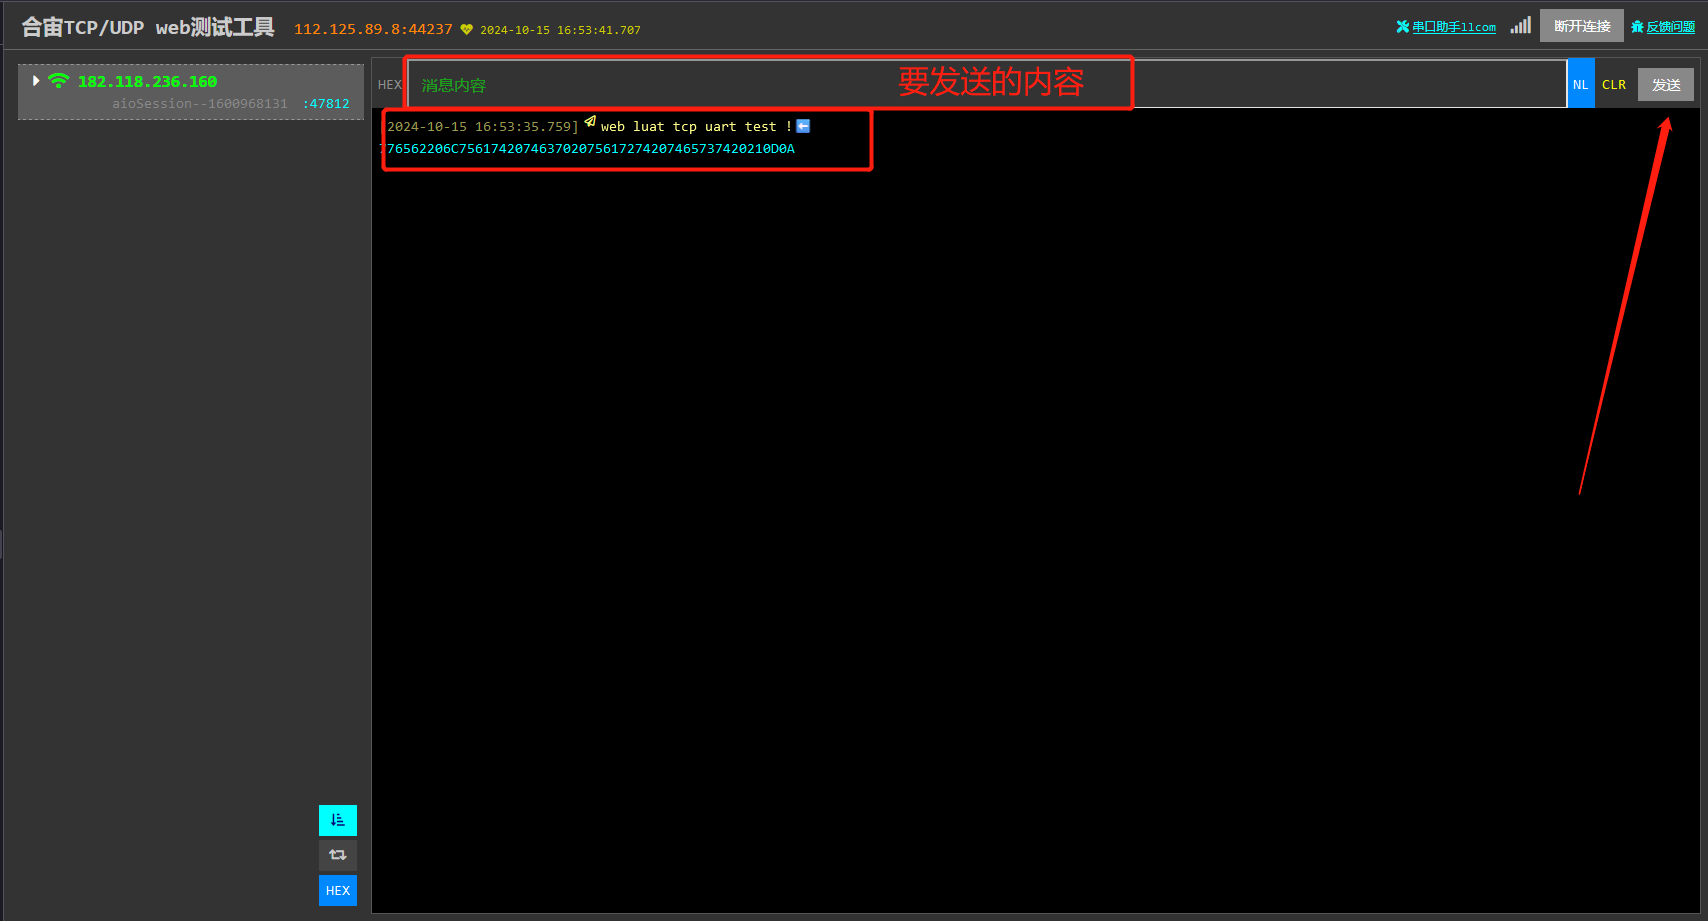 合宙TCP/UDP web测试工具 112.125.89.8:44237 2024-10-15 16:53:41.707 串口助手llcom 断开连接 反馈问题
182.118.236.160
aioSession--1600968131 :47812
HEX 消息内容 要发送的内容 NL CLR 发送
2024-10-15 16:53:35.759] web luat tcp uart test !
776562206C756174207463702075617274207465737420210D0A
HEX